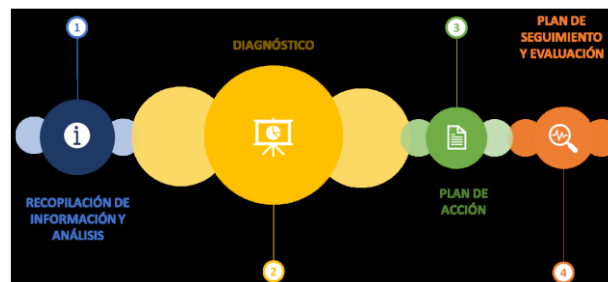 1
RECOPILACIÓN DE
INFORMACIÓN Y
ANÁLISIS
DIAGNÓSTICO
2
3
PLAN DE
ACCIÓN
PLAN DE
SEGUIMIENTO
Y EVALUACIÓN
4